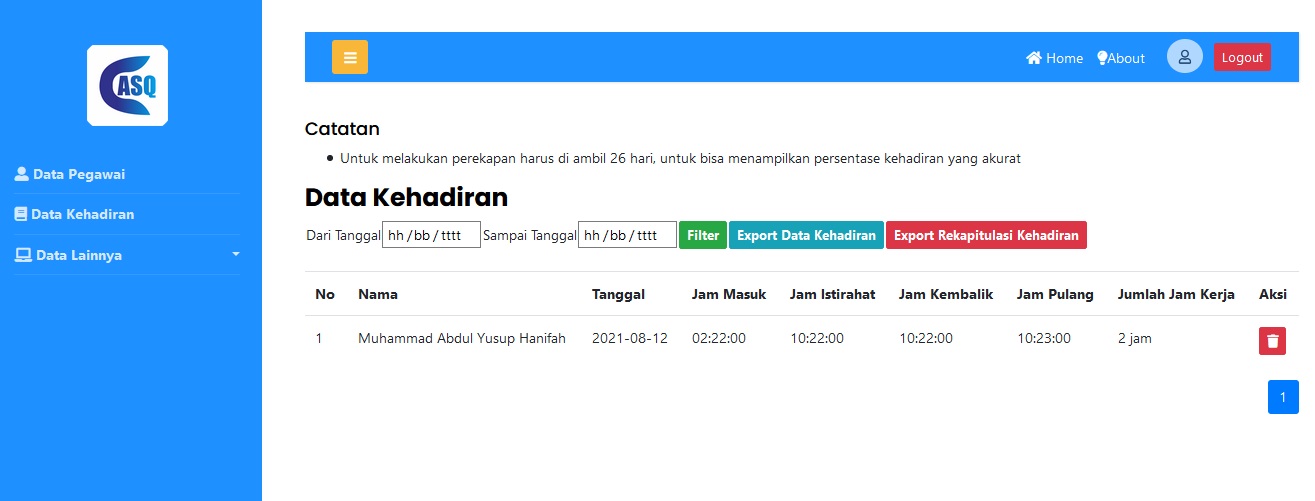 ASQ
Home About Logout
Data Pegawai
Data Kehadiran
Data Lainnya
Catatan
Untuk melakukan perekapan harus di ambil 26 hari, untuk bisa menampilkan persentase kehadiran yang akurat
Data Kehadiran
Dari Tanggal hh/bb/tttt Sampai Tanggal hh/bb/tttt Filter Export Data Kehadiran Export Rekapitulasi Kehadiran
No Nama Tanggal Jam Masuk Jam Istirahat Jam Kembalik Jam Pulang Jumlah Jam Kerja Aksi
1 Muhammad Abdul Yusup Hanifah 2021-08-12 02:22:00 10:22:00 10:22:00 10:23:00 2 jam
1